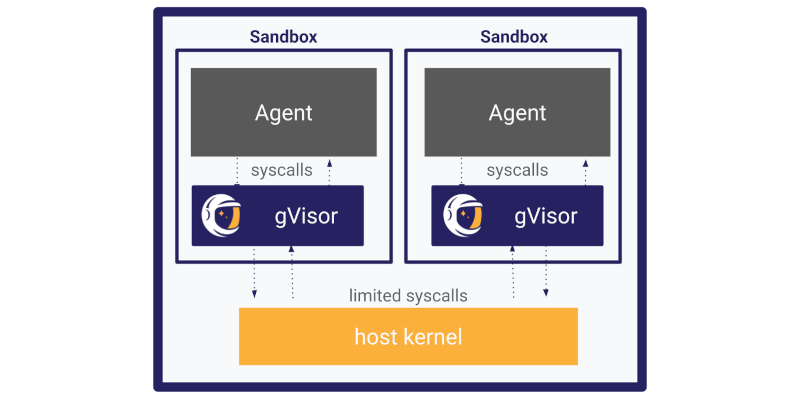 Sandbox
Sandbox
Agent
Agent
syscalls
syscalls
gVisor
gVisor
limited syscalls
host kernel